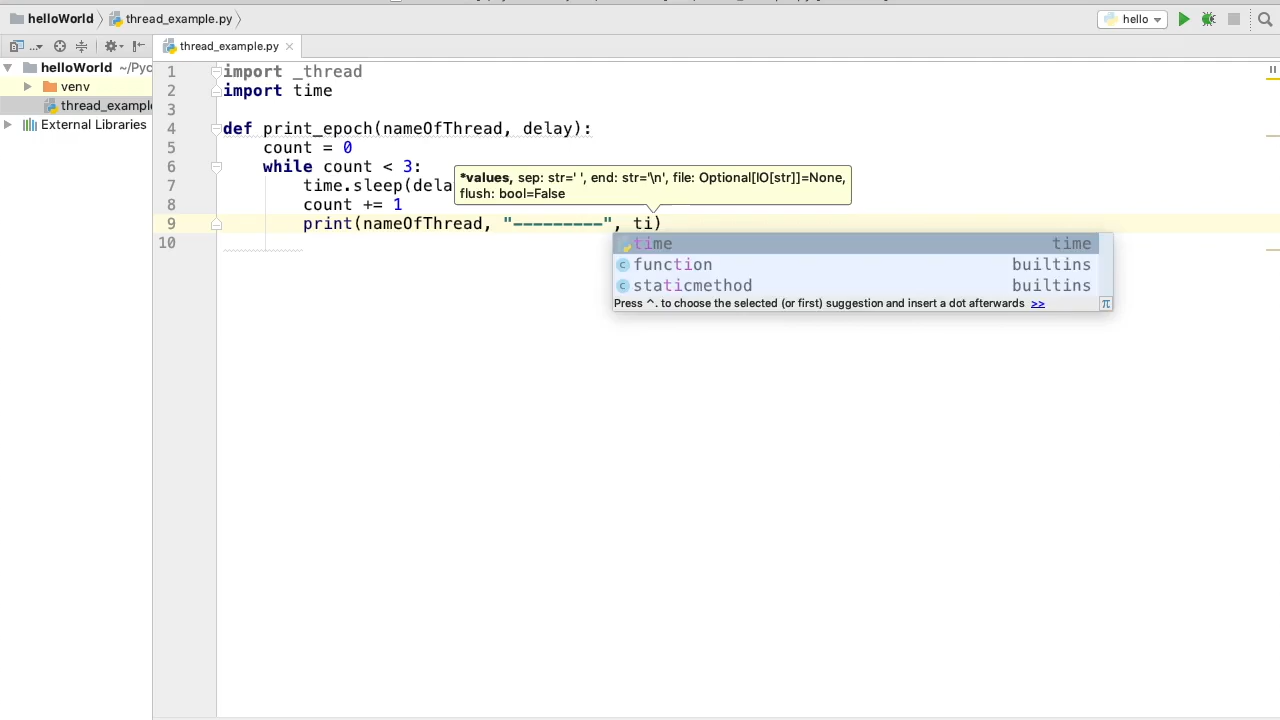 helloWorld thread_example.py hello
... thread_example.py
helloWorld ~/Pyc
venv
thread_example
External Libraries
1 import _thread
2 import time
3
4 def print_epoch(nameOfThread, delay):
5 count = 0
6 while count < 3:
*values, sep: str=' ', end: str='\n', file: Optional[IO[str]]=None,
flush: bool=False
7 time.sleep(dela
8 count += 1
9 print(nameOfThread, "---------", ti)
10
time time
function builtins
staticmethod builtins
Press ^. to choose the selected (or first) suggestion and insert a dot afterwards >> π